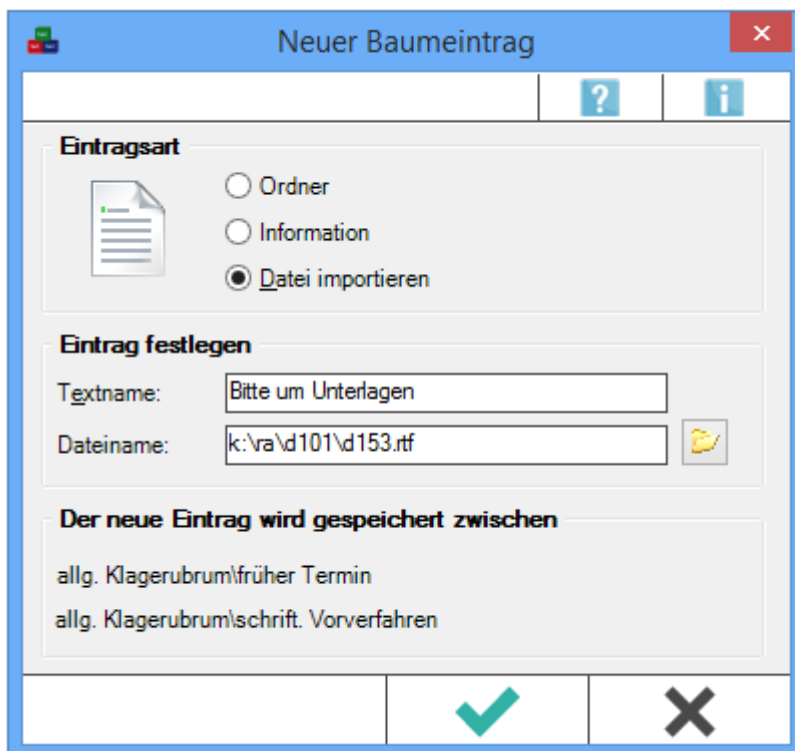 Neuer Baumeintrag
Eintragsart
Ordner
Information
Datei importieren
Eintrag festlegen
Textname: Bitte um Unterlagen
Dateiname: k:\ra\d101\d153.rtf
Der neue Eintrag wird gespeichert zwischen
allg. Klagerubrum\früher Termin
allg. Klagerubrum\schrift. Vorverfahren